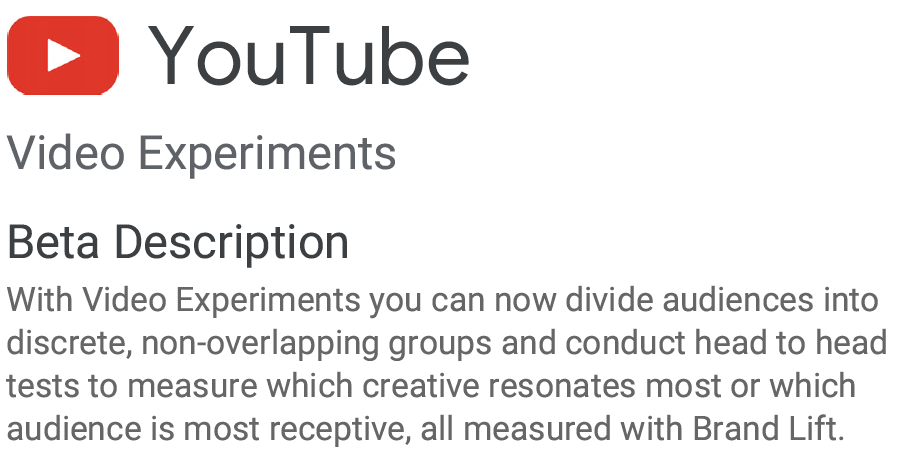 YouTube
Video Experiments
Beta Description
With Video Experiments you can now divide audiences into
discrete, non-overlapping groups and conduct head to head
tests to measure which creative resonates most or which
audience is most receptive, all measured with Brand Lift.